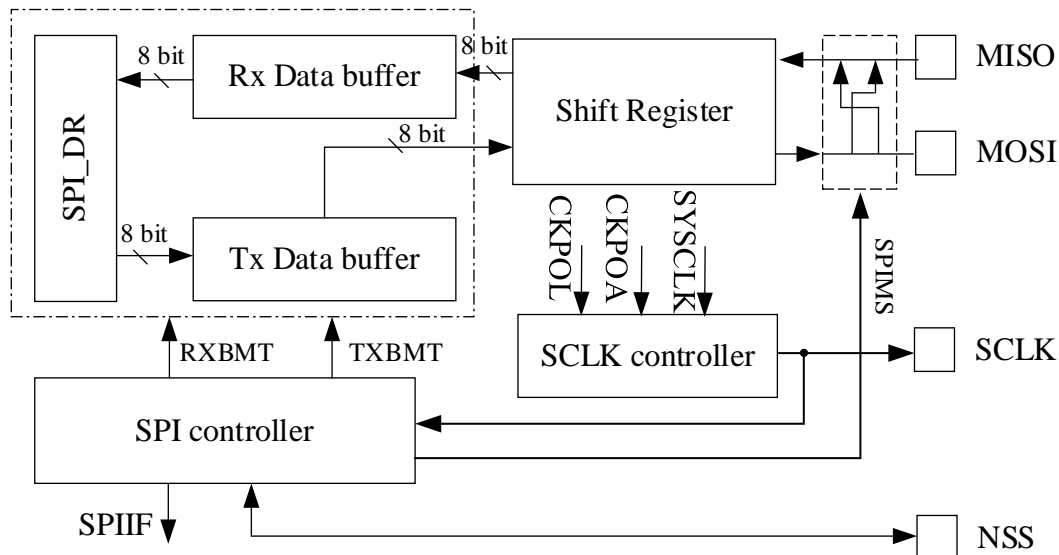 8 bit
Rx Data buffer
8 bit
Shift Register
MISO
SPI_DR
8 bit
MOSI
8 bit
Tx Data buffer
CKPOL
CKPOA
SYSCLK
SPIMS
RXBMT
TXBMT
SCLK controller
SCLK
SPI controller
SPIIF
NSS